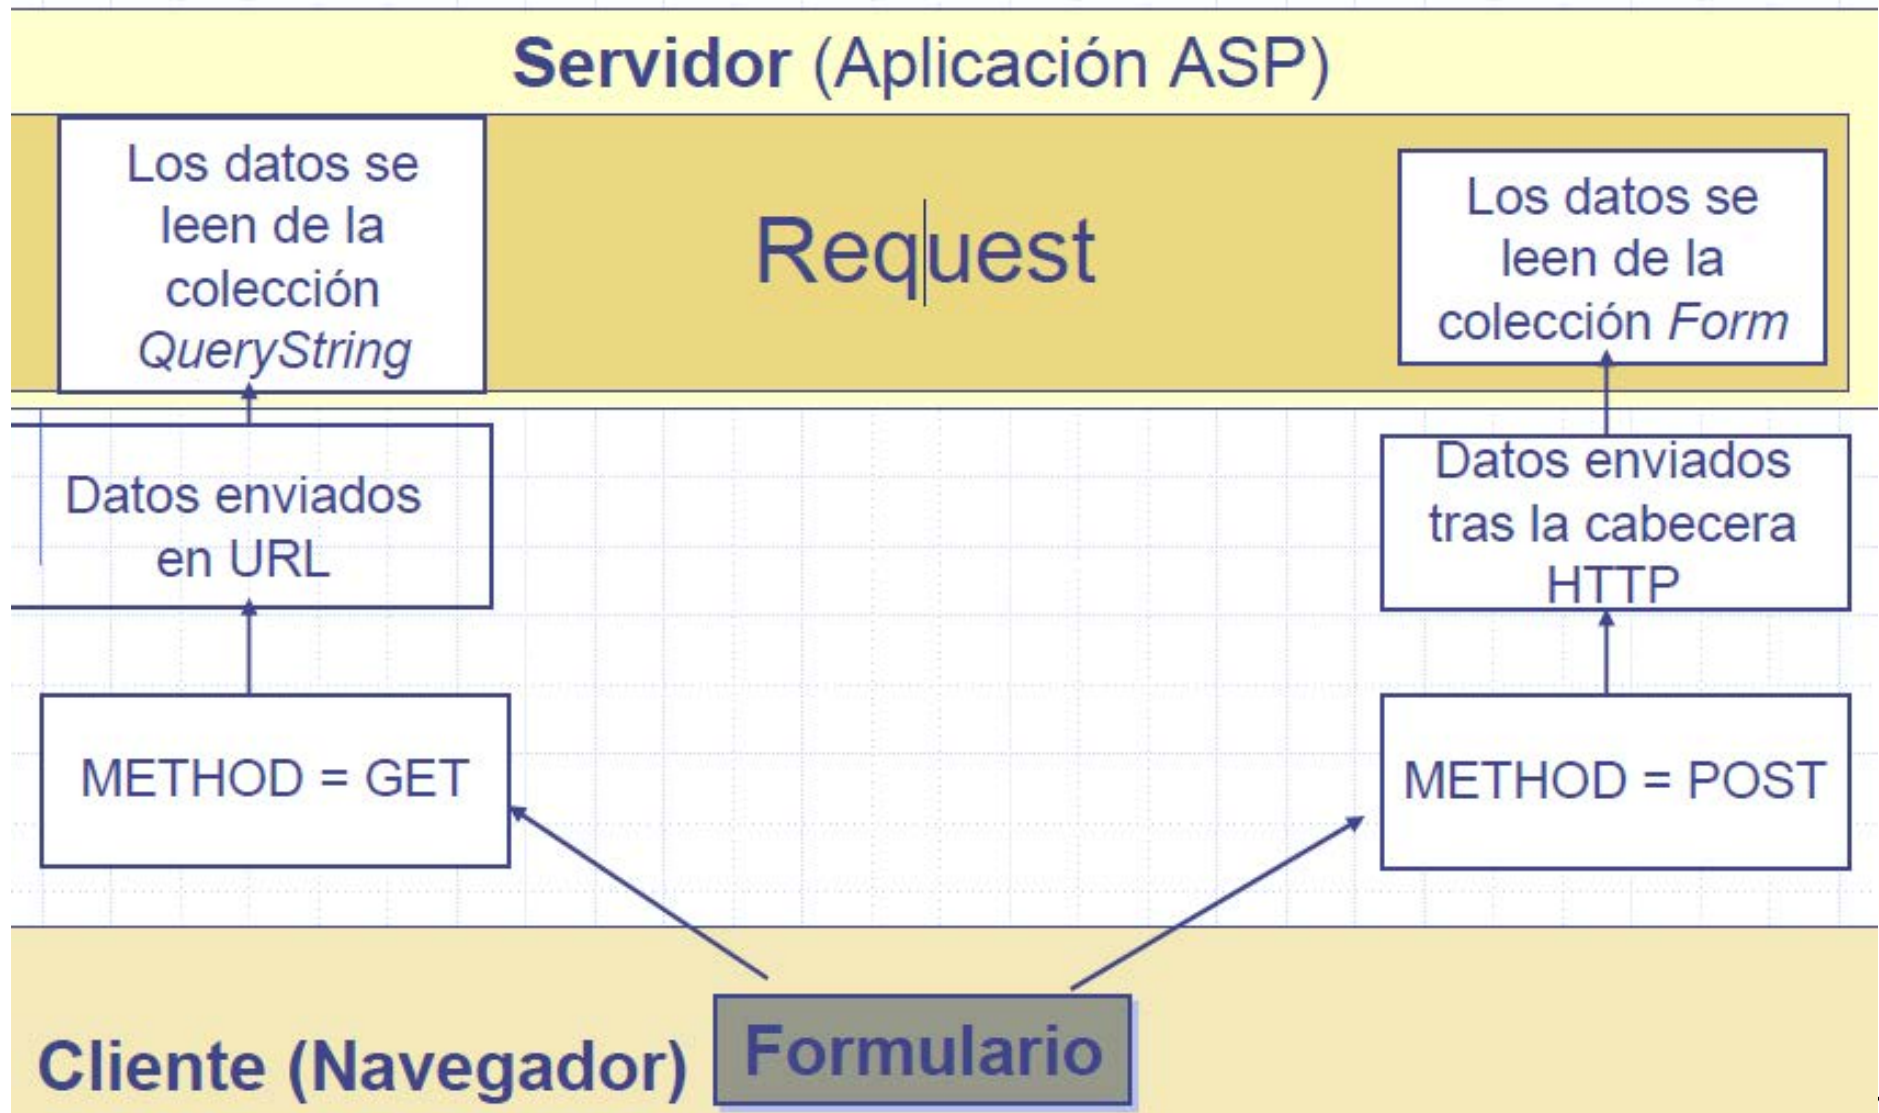 Servidor (Aplicación ASP)
Los datos se
leen de la
colección
QueryString
Request
Los datos se
leen de la
colección Form
Datos enviados
en URL
Datos enviados
tras la cabecera
HTTP
METHOD = GET
METHOD = POST
Cliente (Navegador)
Formulario